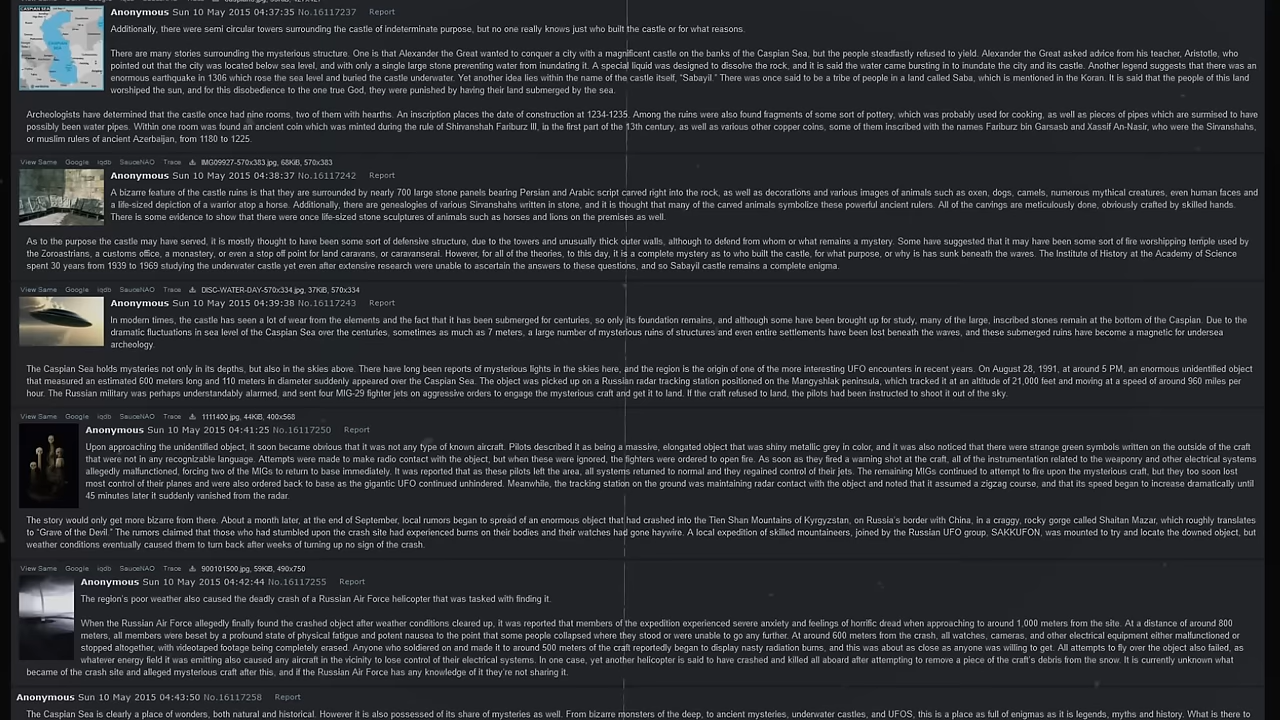 CASPIAN SEA
Anonymous Sun 10 May 2015 04:37:35 No.16117237 Report
Additionally, there were semi circular towers surrounding the castle of indeterminate purpose, but no one really knows just who built the castle or for what reasons.
There are many stories surrounding the mysterious structure. One is that Alexander the Great wanted to conquer a city with a magnificent castle on the banks of the Caspian Sea, but the people steadfastly refused to yield. Alexander the Great asked advice from his teacher, Aristotle, who
pointed out that the city was located below sea level, and with only a single large stone preventing water from inundating it. A special liquid was designed to dissolve the rock, and it is said the water came bursting in to inundate the city and its castle. Another legend suggests that there was an
enormous earthquake in 1306 which rose the sea level and buried the castle underwater. Yet another idea lies within the name of the castle itself, "Sabayil." There was once said to be a tribe of people in a land called Saba, which is mentioned in the Koran. It is said that the people of this land
worshiped the sun, and for this disobedience to the one true God, they were punished by having their land submerged by the sea.
Archeologists have determined that the castle once had nine rooms, two of them with hearths. An inscription places the date of construction at 1234-1235. Among the ruins were also found fragments of some sort of pottery, which was probably used for cooking, as well as pieces of pipes which are surmised to have
possibly been water pipes. Within one room was found an ancient coin which was minted during the rule of Shirvanshah Fariburz III, in the first part of the 13th century, as well as various other copper coins, some of them inscribed with the names Fariburz bin Garsasb and Xassif An-Nasir, who were the Sirvanshahs,
or muslim rulers of ancient Azerbaijan, from 1180 to 1225.
View Same Google iqdb SauceNAO Trace IMG09927-570x383.jpg, 68KiB, 570x383
Anonymous Sun 10 May 2015 04:38:37 No.16117242 Report
A bizarre feature of the castle ruins is that they are surrounded by nearly 700 large stone panels bearing Persian and Arabic script carved right into the rock, as well as decorations and various images of animals such as oxen, dogs, camels, numerous mythical creatures, even human faces and
a life-sized depiction of a warrior atop a horse. Additionally, there are genealogies of various Sirvanshahs written in stone, and it is thought that many of the carved animals symbolize these powerful ancient rulers. All of the carvings are meticulously done, obviously crafted by skilled hands.
There is some evidence to show that there were once life-sized stone sculptures of animals such as horses and lions on the premises as well.
As to the purpose the castle may have served, it is mostly thought to have been some sort of defensive structure, due to the towers and unusually thick outer walls, although to defend from whom or what remains a mystery. Some have suggested that it may have been some sort of fire worshipping temple used by
the Zoroastrians, a customs office, a monastery, or even a stop off point for land caravans, or caravanserai. However, for all of the theories, to this day, it is a complete mystery as to who built the castle, for what purpose, or why is has sunk beneath the waves. The Institute of History at the Academy of Science
spent 30 years from 1939 to 1969 studying the underwater castle yet even after extensive research were unable to ascertain the answers to these questions, and so Sabayil castle remains a complete enigma.
View Same Google iqdb SauceNAO Trace DISC-WATER-DAY-570x334.jpg, 37KiB, 570x334
Anonymous Sun 10 May 2015 04:39:38 No.16117243 Report
In modern times, the castle has seen a lot of wear from the elements and the fact that it has been submerged for centuries, so only its foundation remains, and although some have been brought up for study, many of the large, inscribed stones remain at the bottom of the Caspian. Due to the
dramatic fluctuations in sea level of the Caspian Sea over the centuries, sometimes as much as 7 meters, a large number of mysterious ruins of structures and even entire settlements have been lost beneath the waves, and these submerged ruins have become a magnetic for undersea
archeology.
The Caspian Sea holds mysteries not only in its depths, but also in the skies above. There have long been reports of mysterious lights in the skies here, and the region is the origin of one of the more interesting UFO encounters in recent years. On August 28, 1991, at around 5 PM, an enormous unidentified object
that measured an estimated 600 meters long and 110 meters in diameter suddenly appeared over the Caspian Sea. The object was picked up on a Russian radar tracking station positioned on the Mangyshlak peninsula, which tracked it at an altitude of 21,000 feet and moving at a speed of around 960 miles per
hour. The Russian military was perhaps understandably alarmed, and sent four MIG-29 fighter jets on aggressive orders to engage the mysterious craft and get it to land. If the craft refused to land, the pilots had been instructed to shoot it out of the sky.
View Same Google iqdb SauceNAO Trace 1111400.jpg, 44KiB, 400x568
Anonymous Sun 10 May 2015 04:41:25 No.16117250 Report
Upon approaching the unidentified object, it soon became obvious that it was not any type of known aircraft. Pilots described it as being a massive, elongated object that was shiny metallic grey in color, and it was also noticed that there were strange green symbols written on the outside of the craft
that were not in any recognizable language. Attempts were made to make radio contact with the object, but when these were ignored, the fighters were ordered to open fire. As soon as they fired a warning shot at the craft, all of the instrumentation related to the weaponry and other electrical systems
allegedly malfunctioned, forcing two of the MIGs to return to base immediately. It was reported that as these pilots left the area, all systems returned to normal and they regained control of their jets. The remaining MIGs continued to attempt to fire upon the mysterious craft, but they too soon lost
most control of their planes and were also ordered back to base as the gigantic UFO continued unhindered. Meanwhile, the tracking station on the ground was maintaining radar contact with the object and noted that it assumed a zigzag course, and that its speed began to increase dramatically until
45 minutes later it suddenly vanished from the radar.
The story would only get more bizarre from there. About a month later, at the end of September, local rumors began to spread of an enormous object that had crashed into the Tien Shan Mountains of Kyrgyzstan, on Russia's border with China, in a craggy, rocky gorge called Shaitan Mazar, which roughly translates
to "Grave of the Devil." The rumors claimed that those who had stumbled upon the crash site had experienced burns on their bodies and their watches had gone haywire. A local expedition of skilled mountaineers, joined by the Russian UFO group, SAKKUFON, was mounted to try and locate the downed object, but
weather conditions eventually caused them to turn back after weeks of turning up no sign of the crash.
View Same Google iqdb SauceNAO Trace 900101500.jpg, 59KiB, 490x750
Anonymous Sun 10 May 2015 04:42:44 No.16117255 Report
The region's poor weather also caused the deadly crash of a Russian Air Force helicopter that was tasked with finding it.
When the Russian Air Force allegedly finally found the crashed object after weather conditions cleared up, it was reported that members of the expedition experienced severe anxiety and feelings of horrific dread when approaching to around 1,000 meters from the site. At a distance of around 800
meters, all members were beset by a profound state of physical fatigue and potent nausea to the point that some people collapsed where they stood or were unable to go any further. At around 600 meters from the crash, all watches, cameras, and other electrical equipment either malfunctioned or
stopped altogether, with videotaped footage being completely erased. Anyone who soldiered on and made it to around 500 meters of the craft reportedly began to display nasty radiation burns, and this was about as close as anyone was willing to get. All attempts to fly over the object also failed, as
whatever energy field it was emitting also caused any aircraft in the vicinity to lose control of their electrical systems. In one case, yet another helicopter is said to have crashed and killed all aboard after attempting to remove a piece of the craft's debris from the snow. It is currently unknown what
became of the crash site and alleged mysterious craft after this, and if the Russian Air Force has any knowledge of it they're not sharing it.
Anonymous Sun 10 May 2015 04:43:50 No.16117258 Report
The Caspian Sea is clearly a place of wonders, both natural and historical. However it is also possessed of its share of mysteries as well. From bizarre monsters of the deep, to ancient mysteries, underwater castles, and UFOS, this is a place as full of enigmas as it is legends, myths and history. What is there to